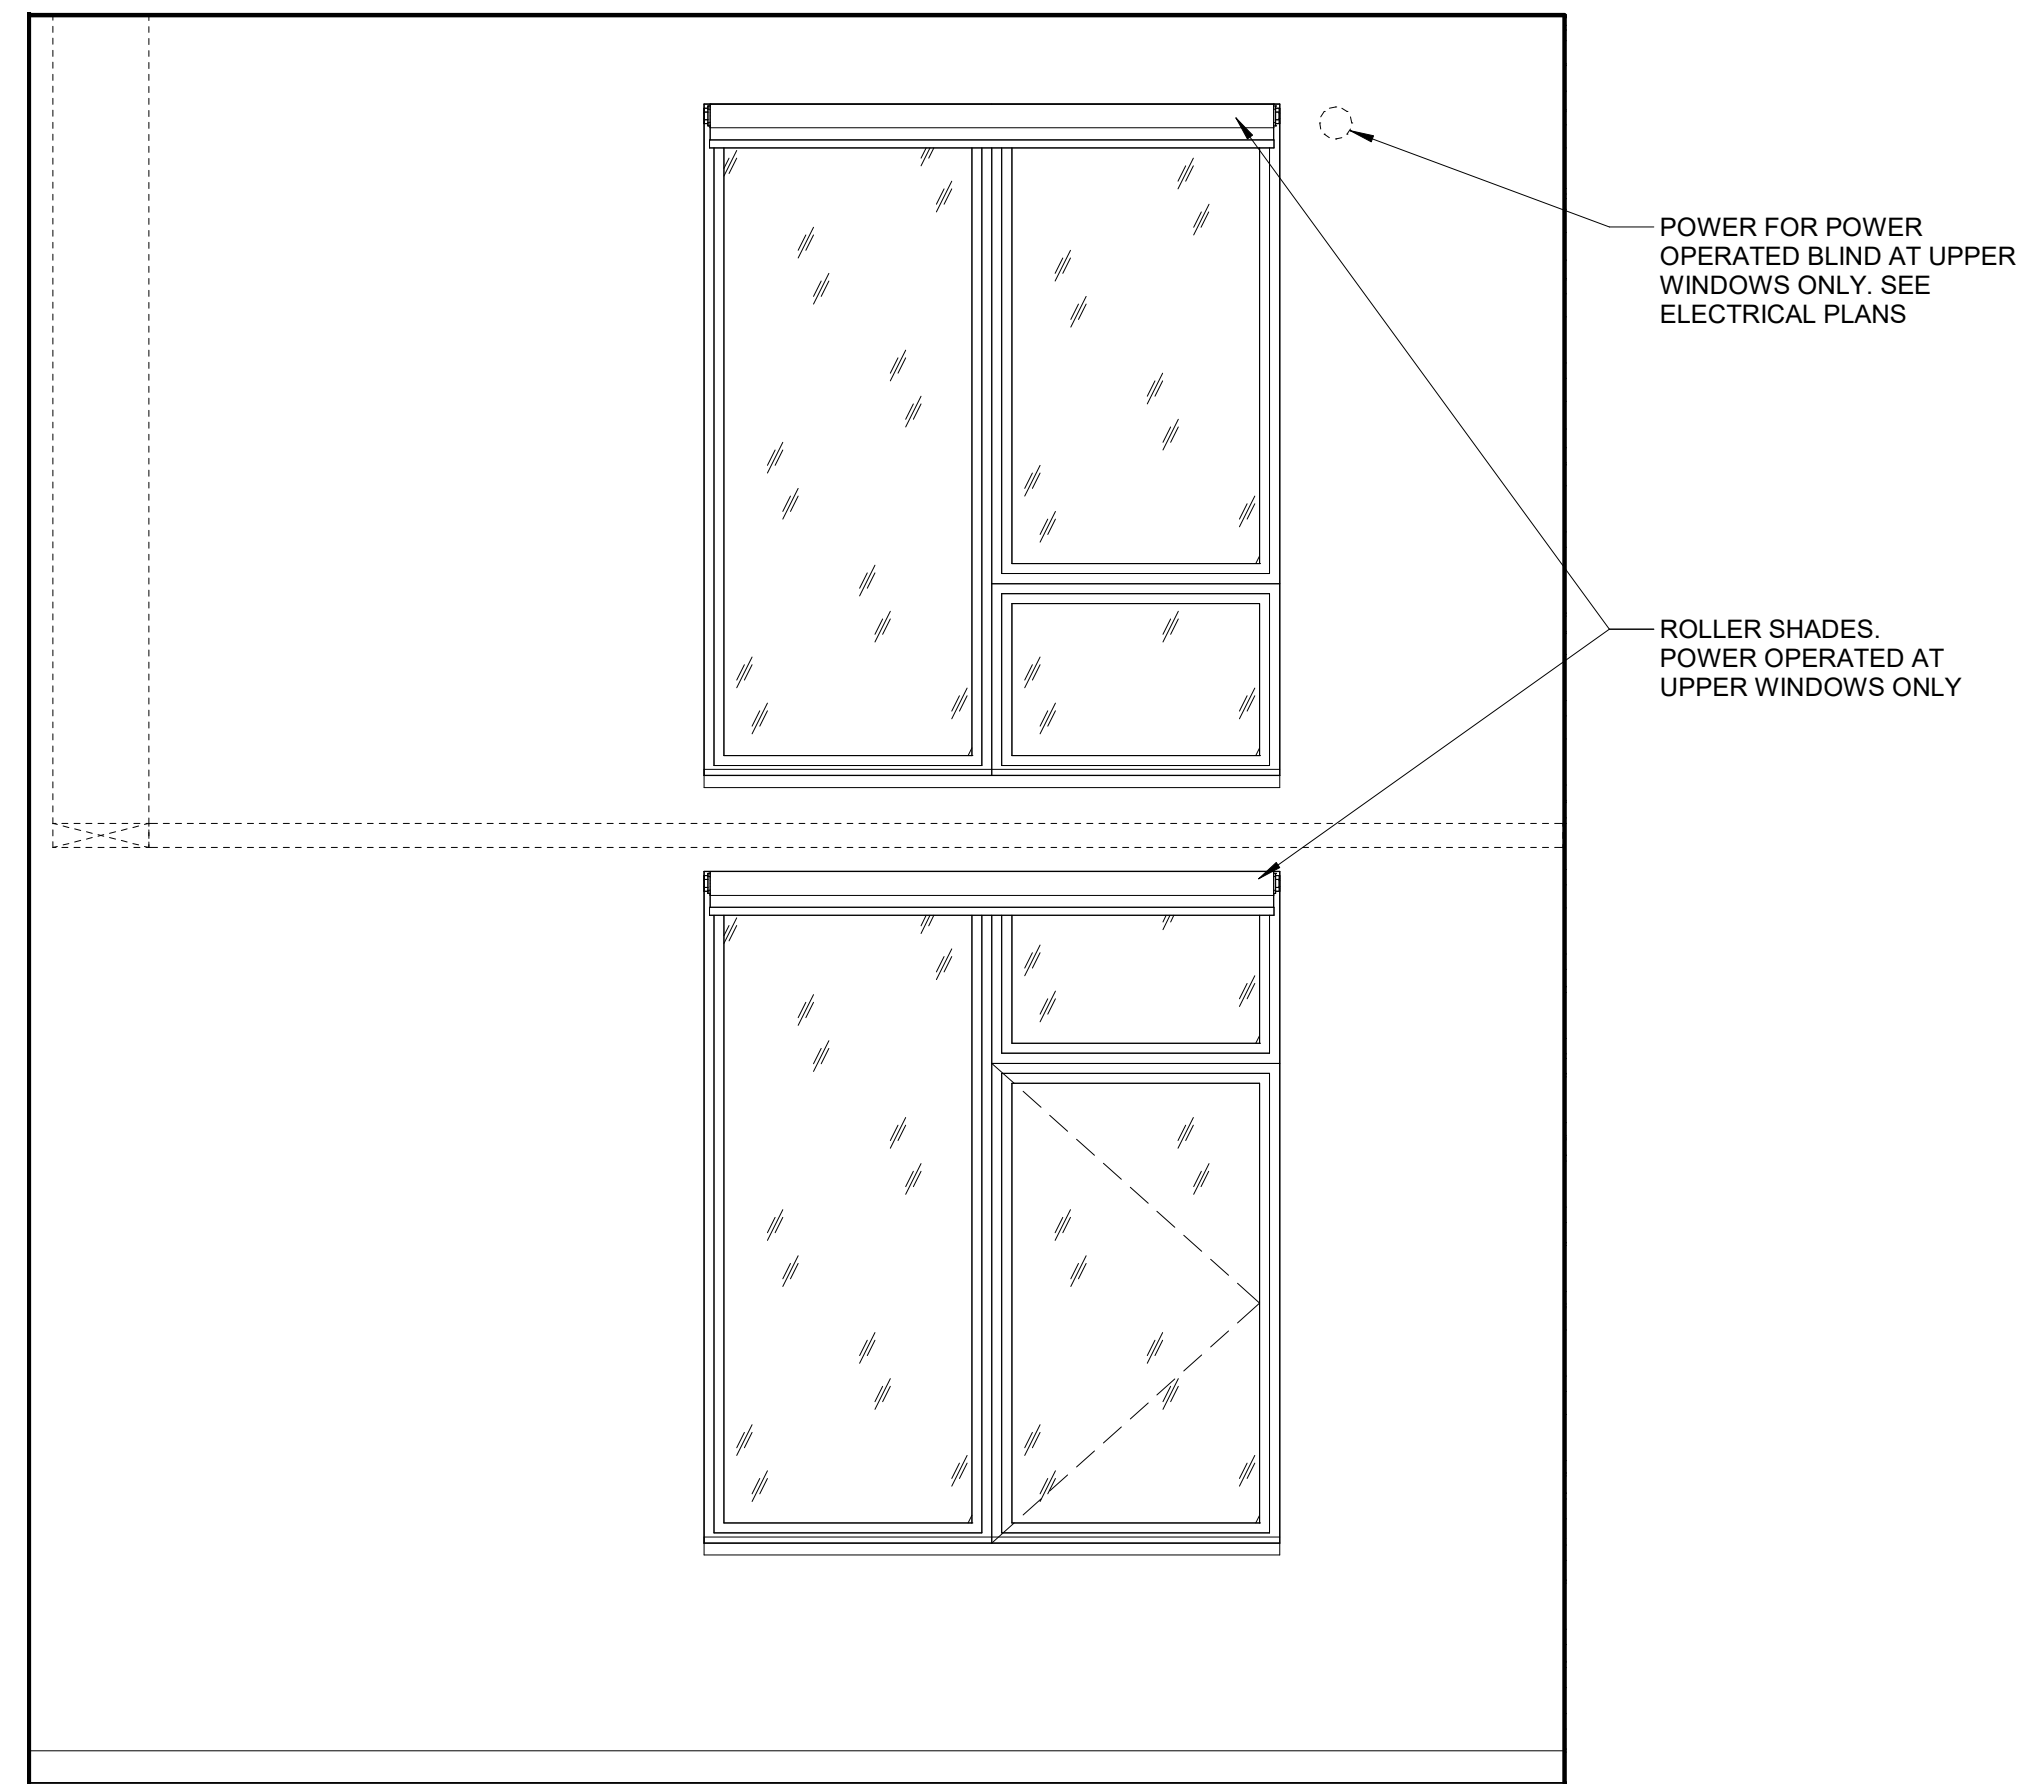 POWER FOR POWER
OPERATED BLIND AT UPPER
WINDOWS ONLY. SEE
ELECTRICAL PLANS
ROLLER SHADES.
POWER OPERATED AT
UPPER WINDOWS ONLY